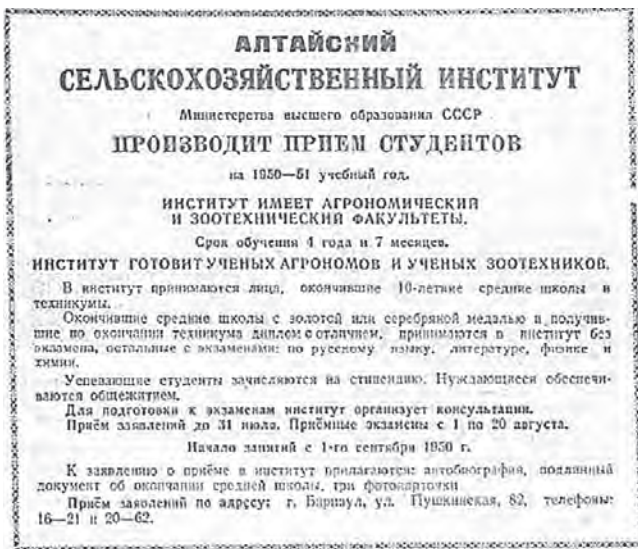 АЛТАЙСКИЙ
СЕЛЬСКОХОЗЯЙСТВЕННЫЙ ИНСТИТУТ
Министерства высшего образования СССР
ПРОИЗВОДИТ ПРИЕМ СТУДЕНТОВ
на 1950—51 учебный год.
ИНСТИТУТ ИМЕЕТ АГРОНОМИЧЕСКИЙ
И ЗООТЕХНИЧЕСКИЙ ФАКУЛЬТЕТЫ.
Срок обучения 4 года и 7 месяцев.
ИНСТИТУТ ГОТОВИТ УЧЕНЫХ АГРОНОМОВ И УЧЕНЫХ ЗООТЕХНИКОВ.
В институт принимаются лица, окончившие 10-летние средние школы и
техникумы.
Окончившие средние школы с золотой или серебряной медалью и получив-
шие по окончании техникума диплом с отличием, принимаются в институт без
экзамена, остальные с экзаменами: по русскому языку, литературе, физике и
химии.
Успевающие студенты зачисляются на стипендию. Нуждающиеся обеспечи-
ваются общежитием.
Для подготовки к экзаменам институт организует консультации.
Приём заявлений до 31 июля. Приёмные экзамены с 1 по 20 августа.
Начало занятий с 1-го сентября 1950 г.
К заявлению о приёме в институт прилагаются: автобиография, подлинный
документ об окончании средней школы, три фотокарточки
Приём заявлений по адресу: г. Барнаул, ул. Пушкинская, 82, телефоны:
16—21 и 20—62.